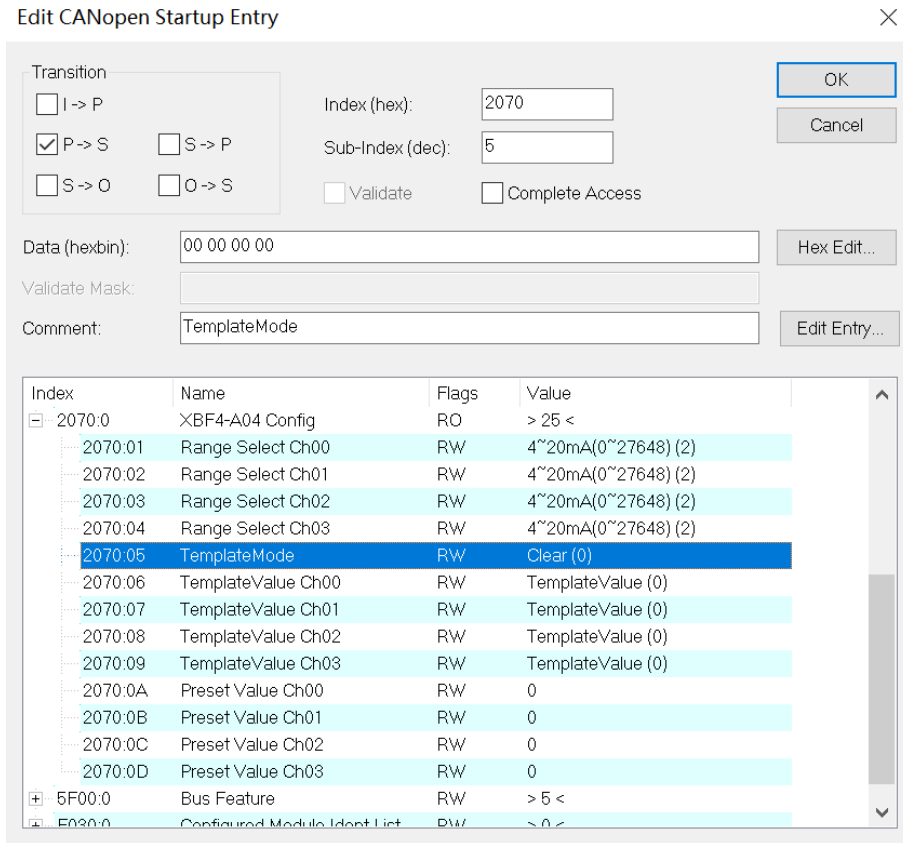 Edit CANopen Startup Entry
Transition
I -> P
P -> S
S -> P
S -> O
O -> S
Index (hex):
2070
Sub-Index (dec):
5
Validate
Complete Access
OK
Cancel
Data (hexbin):
00 00 00 00
Hex Edit...
Validate Mask:
Comment:
TemplateMode
Edit Entry...
Index Name Flags Value
2070:0 XBF4-A04 Config RO > 25 <
2070:01 Range Select Ch00 RW 4~20mA(0~27648) (2)
2070:02 Range Select Ch01 RW 4~20mA(0~27648) (2)
2070:03 Range Select Ch02 RW 4~20mA(0~27648) (2)
2070:04 Range Select Ch03 RW 4~20mA(0~27648) (2)
2070:05 TemplateMode RW Clear (0)
2070:06 TemplateValue Ch00 RW TemplateValue (0)
2070:07 TemplateValue Ch01 RW TemplateValue (0)
2070:08 TemplateValue Ch02 RW TemplateValue (0)
2070:09 TemplateValue Ch03 RW TemplateValue (0)
2070:0A Preset Value Ch00 RW 0
2070:0B Preset Value Ch01 RW 0
2070:0C Preset Value Ch02 RW 0
2070:0D Preset Value Ch03 RW 0
5F00:0 Bus Feature RW > 5 <
F030:0 Configured Module Ident List RW > 0 <